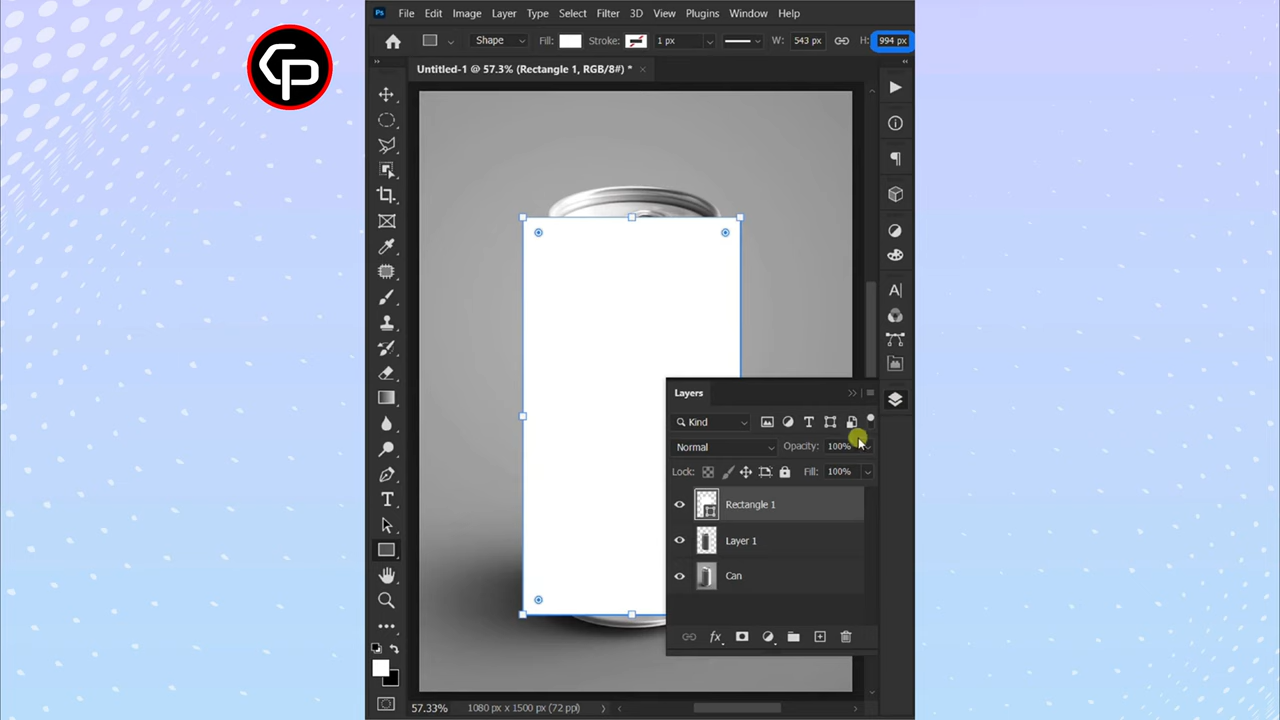 CP
Ps File Edit Image Layer Type Select Filter 3D View Plugins Window Help
Shape Fill: Stroke: 1 px W: 543 px H: 994 px
Untitled-1 @ 57.3% (Rectangle 1, RGB/8#) * ×
Layers
Kind
Normal Opacity: 100%
Lock: Fill: 100%
Rectangle 1
Layer 1
Can
fx
57.33% 1080 px x 1500 px (72 ppi)